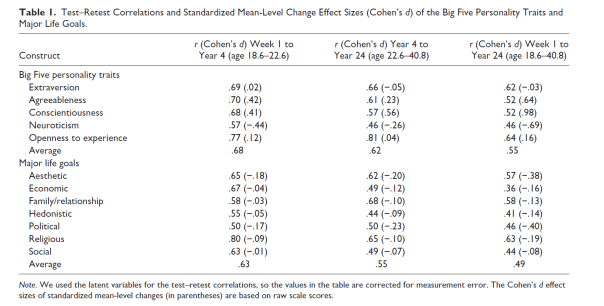 Table 1. Test–Retest Correlations and Standardized Mean-Level Change Effect Sizes (Cohen's d) of the Big Five Personality Traits and
Major Life Goals.
Construct r (Cohen's d) Week 1 to Year 4 (age 18.6–22.6) r (Cohen's d) Year 4 to Year 24 (age 22.6–40.8) r (Cohen's d) Week 1 to Year 24 (age 18.6–40.8)
Big Five personality traits
Extraversion .69 (.02) .66 (−.05) .62 (−.03)
Agreeableness .70 (.42) .61 (.23) .52 (.64)
Conscientiousness .68 (.41) .57 (.56) .52 (.98)
Neuroticism .57 (−.44) .46 (−.26) .46 (−.69)
Openness to experience .77 (.12) .81 (.04) .64 (.16)
Average .68 .62 .55
Major life goals
Aesthetic .65 (−.18) .62 (−.20) .57 (−.38)
Economic .67 (−.04) .49 (−.12) .36 (−.16)
Family/relationship .58 (−.03) .68 (−.10) .58 (−.13)
Hedonistic .55 (−.05) .44 (−.09) .41 (−.14)
Political .50 (−.17) .50 (−.23) .46 (−.40)
Religious .80 (−.09) .65 (−.10) .63 (−.19)
Social .63 (−.01) .49 (−.07) .44 (−.08)
Average .63 .55 .49
Note. We used the latent variables for the test–retest correlations, so the values in the table are corrected for measurement error. The Cohen's d effect
sizes of standardized mean-level changes (in parentheses) are based on raw scale scores.